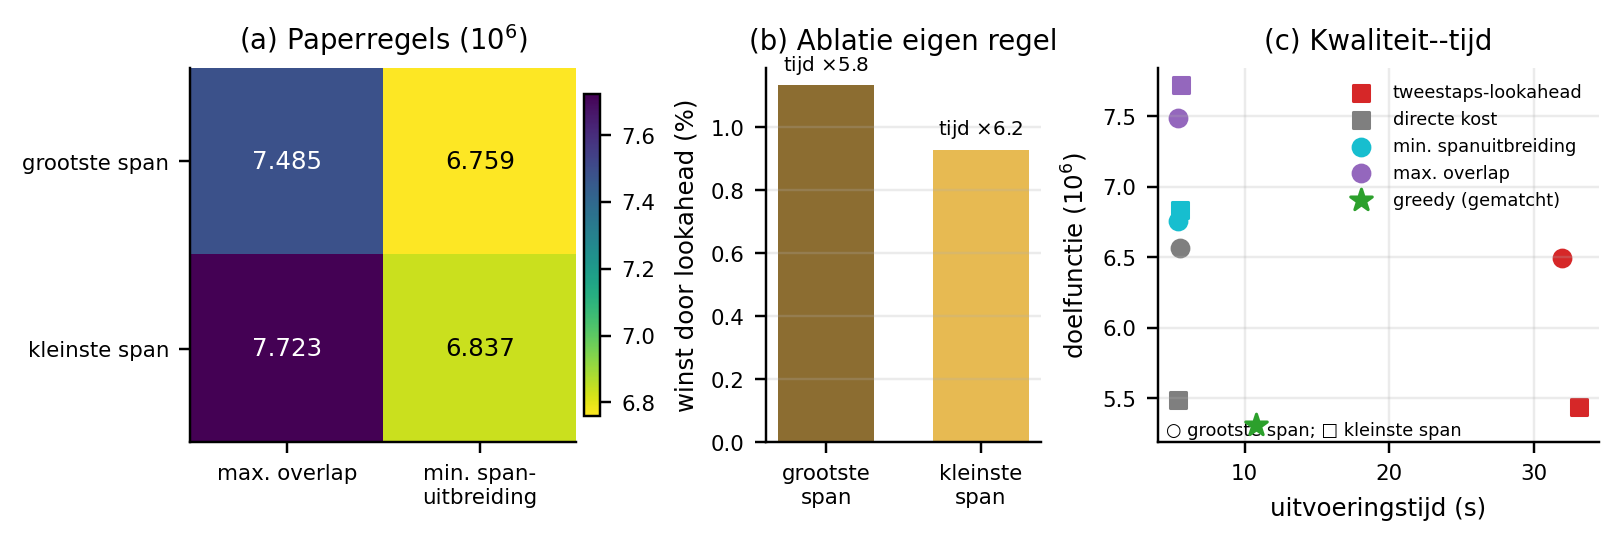 (a) Paperregels (10⁶)
grootste span
kleinste span
7.485
6.759
7.723
6.837
max. overlap
min. span-
uitbreiding
7.6
7.4
7.2
7.0
6.8
(b) Ablatie eigen regel
winst door lookahead (%)
1.0
0.8
0.6
0.4
0.2
0.0
tijd ×5.8
tijd ×6.2
grootste
span
kleinste
span
(c) Kwaliteit--tijd
doelfunctie (10⁶)
7.5
7.0
6.5
6.0
5.5
tweestaps-lookahead
directe kost
min. spanuitbreiding
max. overlap
greedy (gematcht)
○ grootste span; □ kleinste span
10
20
30
uitvoeringstijd (s)